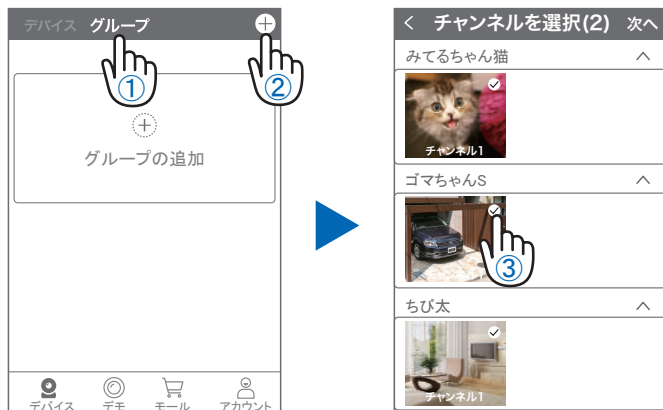 デバイス グループ
①
②
グループの追加
デバイス デモ モール アカウント
チャンネルを選択(2) 次へ
みてるちゃん猫
チャンネル1
ゴマちゃんS
③
ちび太
チャンネル1